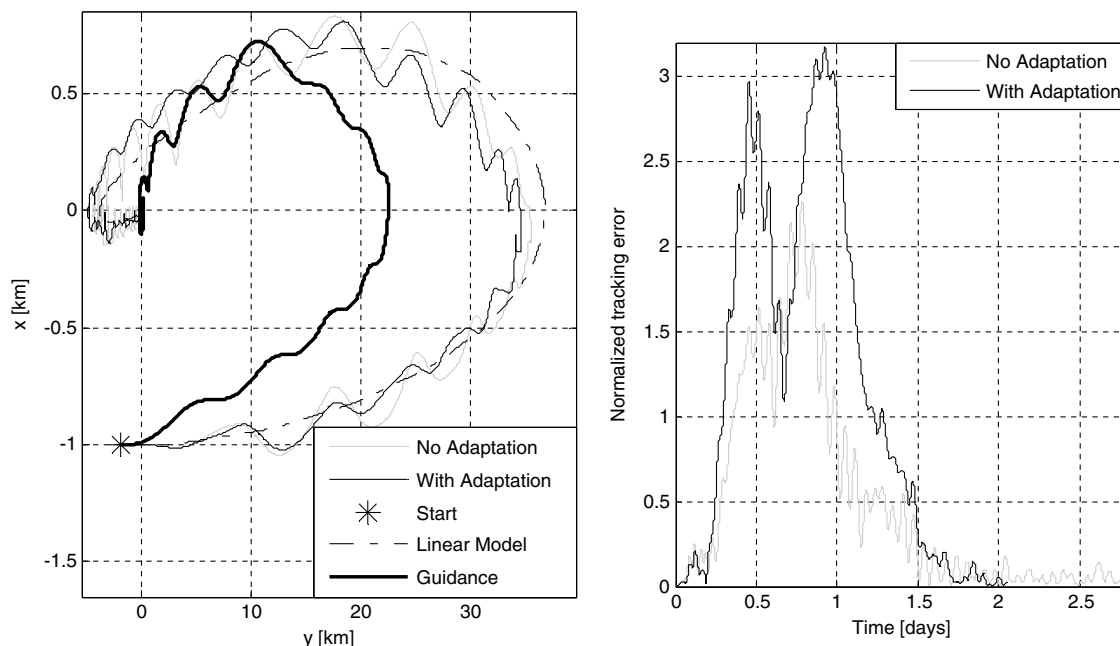 0.5
0
-0.5
-1
-1.5
x [km]
0
10
20
30
y [km]
No Adaptation
With Adaptation
Start
Linear Model
Guidance
3
2.5
2
1.5
1
0.5
0
Normalized tracking error
0
0.5
1
1.5
2
2.5
Time [days]
No Adaptation
With Adaptation